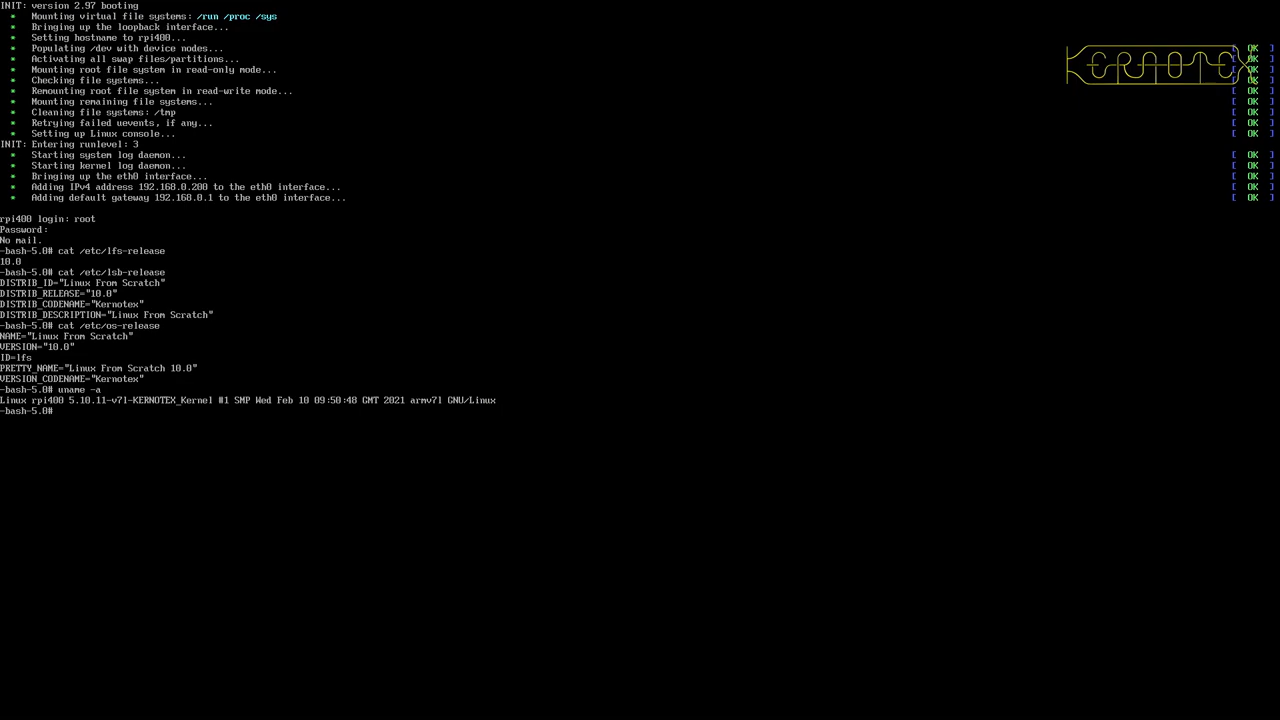 INIT: version 2.97 booting
* Mounting virtual file systems: /run /proc /sys
* Bringing up the loopback interface...
* Setting hostname to rpi400...
* Populating /dev with device nodes... [ OK ]
* Activating all swap files/partitions... [ OK ]
* Mounting root file system in read-only mode... [ OK ]
* Checking file systems... [ OK ]
* Remounting root file system in read-write mode... [ OK ]
* Mounting remaining file systems... [ OK ]
* Cleaning file systems: /tmp [ OK ]
* Retrying failed uevents, if any... [ OK ]
* Setting up Linux console... [ OK ]
INIT: Entering runlevel: 3
* Starting system log daemon... [ OK ]
* Starting kernel log daemon... [ OK ]
* Bringing up the eth0 interface... [ OK ]
* Adding IPv4 address 192.168.0.200 to the eth0 interface... [ OK ]
* Adding default gateway 192.168.0.1 to the eth0 interface... [ OK ]
rpi400 login: root
Password:
No mail.
-bash-5.0# cat /etc/lfs-release
10.0
-bash-5.0# cat /etc/lsb-release
DISTRIB_ID="Linux From Scratch"
DISTRIB_RELEASE="10.0"
DISTRIB_CODENAME="Kernotex"
DISTRIB_DESCRIPTION="Linux From Scratch"
-bash-5.0# cat /etc/os-release
NAME="Linux From Scratch"
VERSION="10.0"
ID=lfs
PRETTY_NAME="Linux From Scratch 10.0"
VERSION_CODENAME="Kernotex"
-bash-5.0# uname -a
Linux rpi400 5.10.11-v7l-KERNOTEX_Kernel #1 SMP Wed Feb 10 09:50:48 GMT 2021 armv7l GNU/Linux
-bash-5.0#